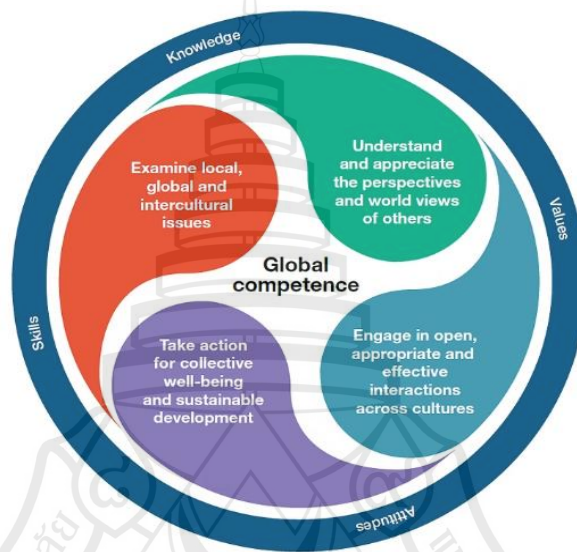 Knowledge
Examine local,
global and
intercultural
issues
Understand
and appreciate
the perspectives
and world views
of others
Values
Global
competence
Skills
Take action
for collective
well-being
and sustainable
development
Engage in open,
appropriate and
effective
interactions
across cultures
Attitudes